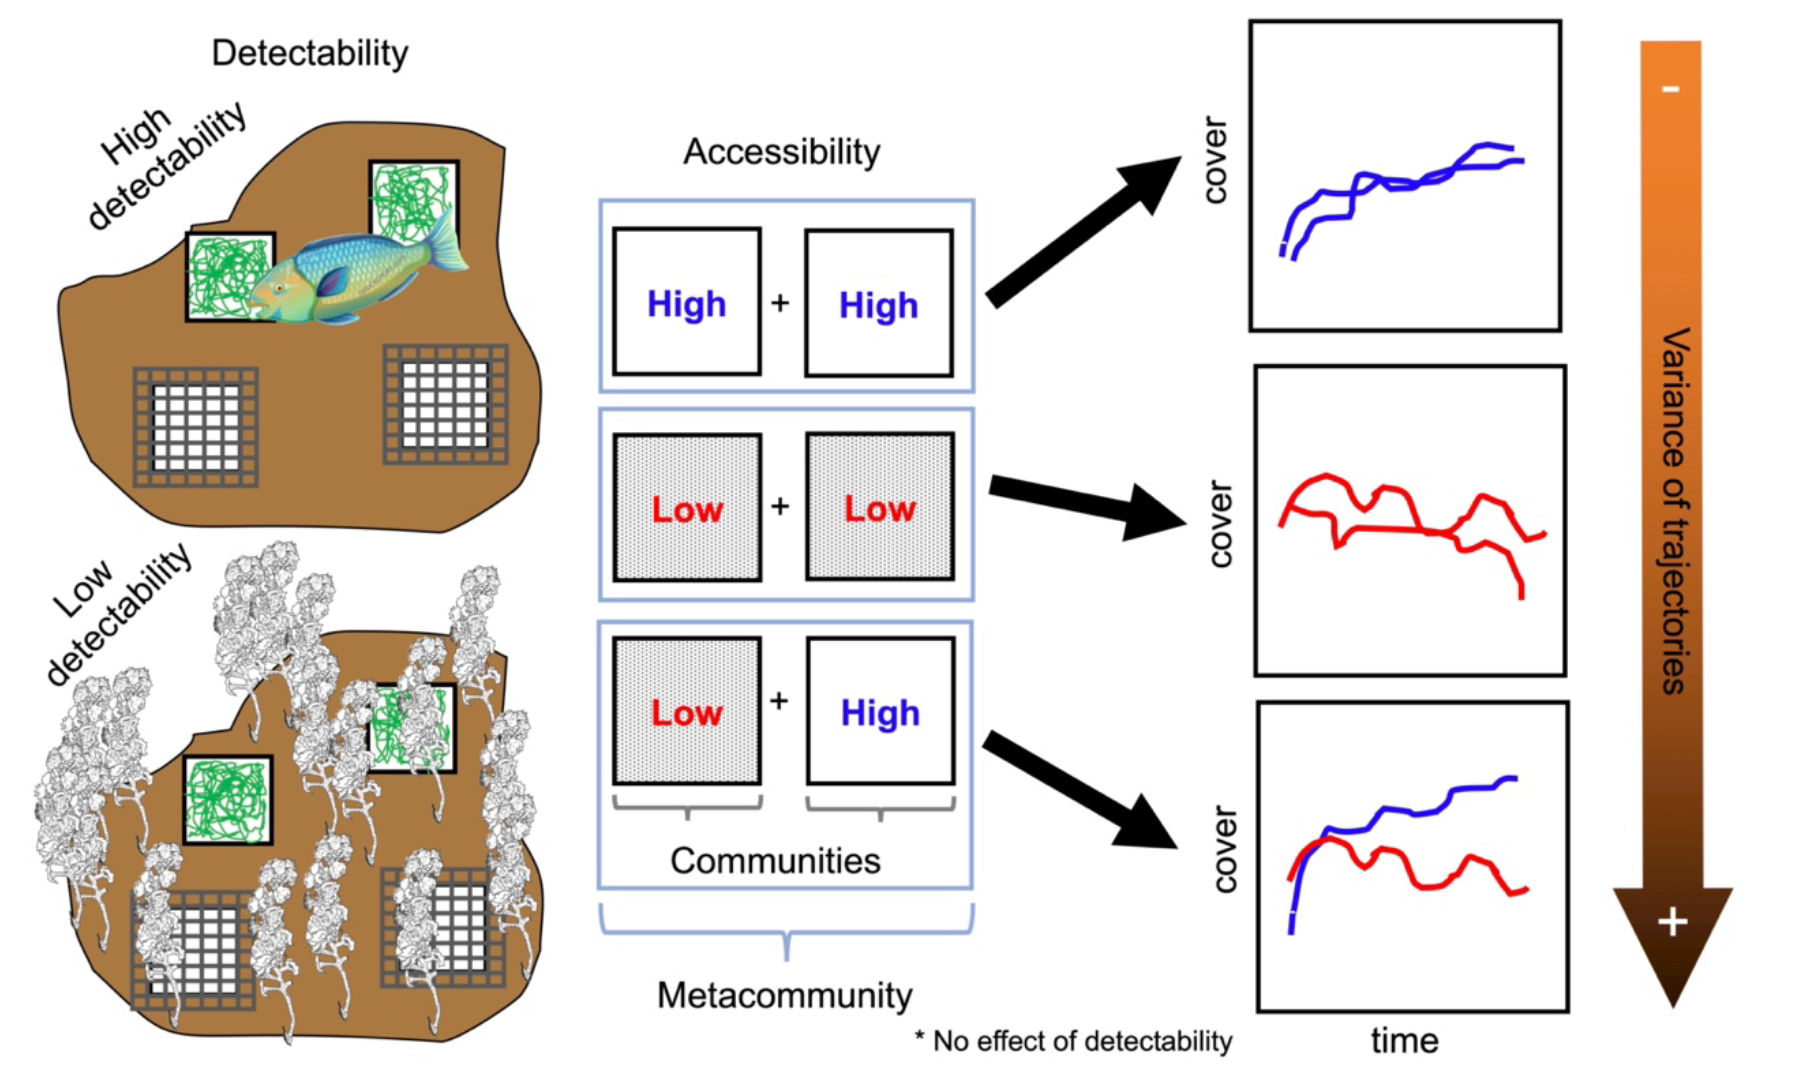 Detectability
High
detectability
Low
detectability
Accessibility
High + High
Low + Low
Low + High
Communities
Metacommunity
* No effect of detectability
cover
cover
cover
time
-
Variance of trajectories
+